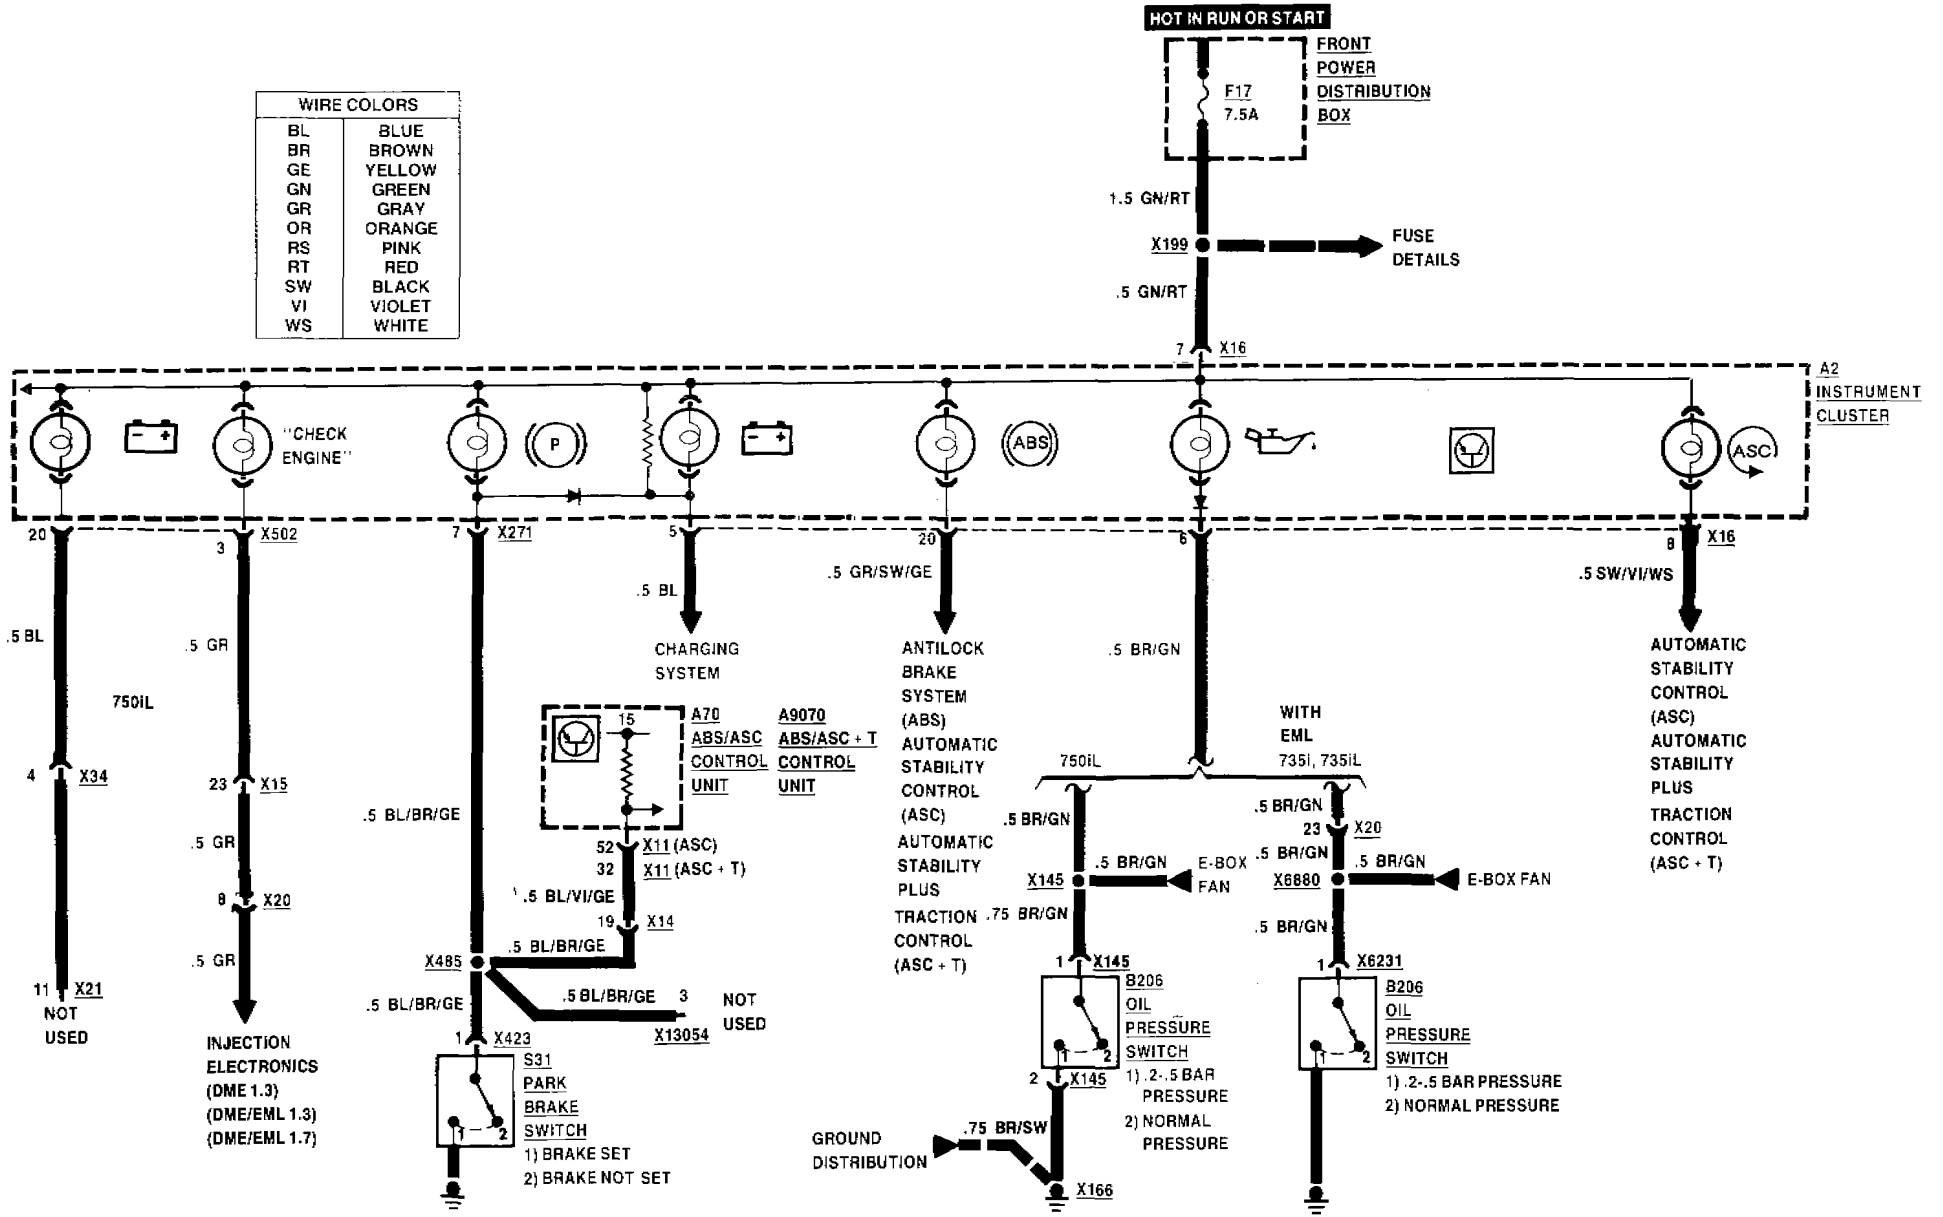 HOT IN RUN OR START
FRONT
POWER
DISTRIBUTION
BOX
F17
7.5A
WIRE COLORS
BL BLUE
BR BROWN
GE YELLOW
GN GREEN
GR GRAY
OR ORANGE
RS PINK
RT RED
SW BLACK
VI VIOLET
WS WHITE
1.5 GN/RT
X199
FUSE
DETAILS
.5 GN/RT
7 X16
A2
INSTRUMENT
CLUSTER
"CHECK
ENGINE"
P
ABS
ASC
20
3 X502
7 X271
5
20
6
8 X16
.5 BL
.5 GR
.5 BL
CHARGING
SYSTEM
.5 GR/SW/GE
.5 BR/GN
.5 SW/VI/WS
750iL
4 X34
23 X15
.5 GR
8 X20
.5 GR
11 X21
NOT
USED
INJECTION
ELECTRONICS
(DME 1.3)
(DME/EML 1.3)
(DME/EML 1.7)
.5 BL/BR/GE
15
A70
ABS/ASC
CONTROL
UNIT
A9070
ABS/ASC + T
CONTROL
UNIT
52 X11 (ASC)
32 X11 (ASC + T)
.5 BL/VI/GE
19 X14
.5 BL/BR/GE
X485
.5 BL/BR/GE
.5 BL/BR/GE 3
X13054
NOT
USED
1 X423
S31
PARK
BRAKE
SWITCH
1) BRAKE SET
2) BRAKE NOT SET
1 2
ANTILOCK
BRAKE
SYSTEM
(ABS)
AUTOMATIC
STABILITY
CONTROL
(ASC)
AUTOMATIC
STABILITY
PLUS
TRACTION
CONTROL
(ASC + T)
750iL
WITH
EML
735i, 735iL
.5 BR/GN
X145
.5 BR/GN
E-BOX
FAN
.75 BR/GN
1 X145
B206
OIL
PRESSURE
SWITCH
1) .2-.5 BAR
PRESSURE
2) NORMAL
PRESSURE
1 2
2 X145
.75 BR/SW
GROUND
DISTRIBUTION
X166
.5 BR/GN
23 X20
.5 BR/GN
.5 BR/GN
X6880
E-BOX FAN
.5 BR/GN
1 X6231
B206
OIL
PRESSURE
SWITCH
1) .2-.5 BAR PRESSURE
2) NORMAL PRESSURE
1 2
AUTOMATIC
STABILITY
CONTROL
(ASC)
AUTOMATIC
STABILITY
PLUS
TRACTION
CONTROL
(ASC + T)